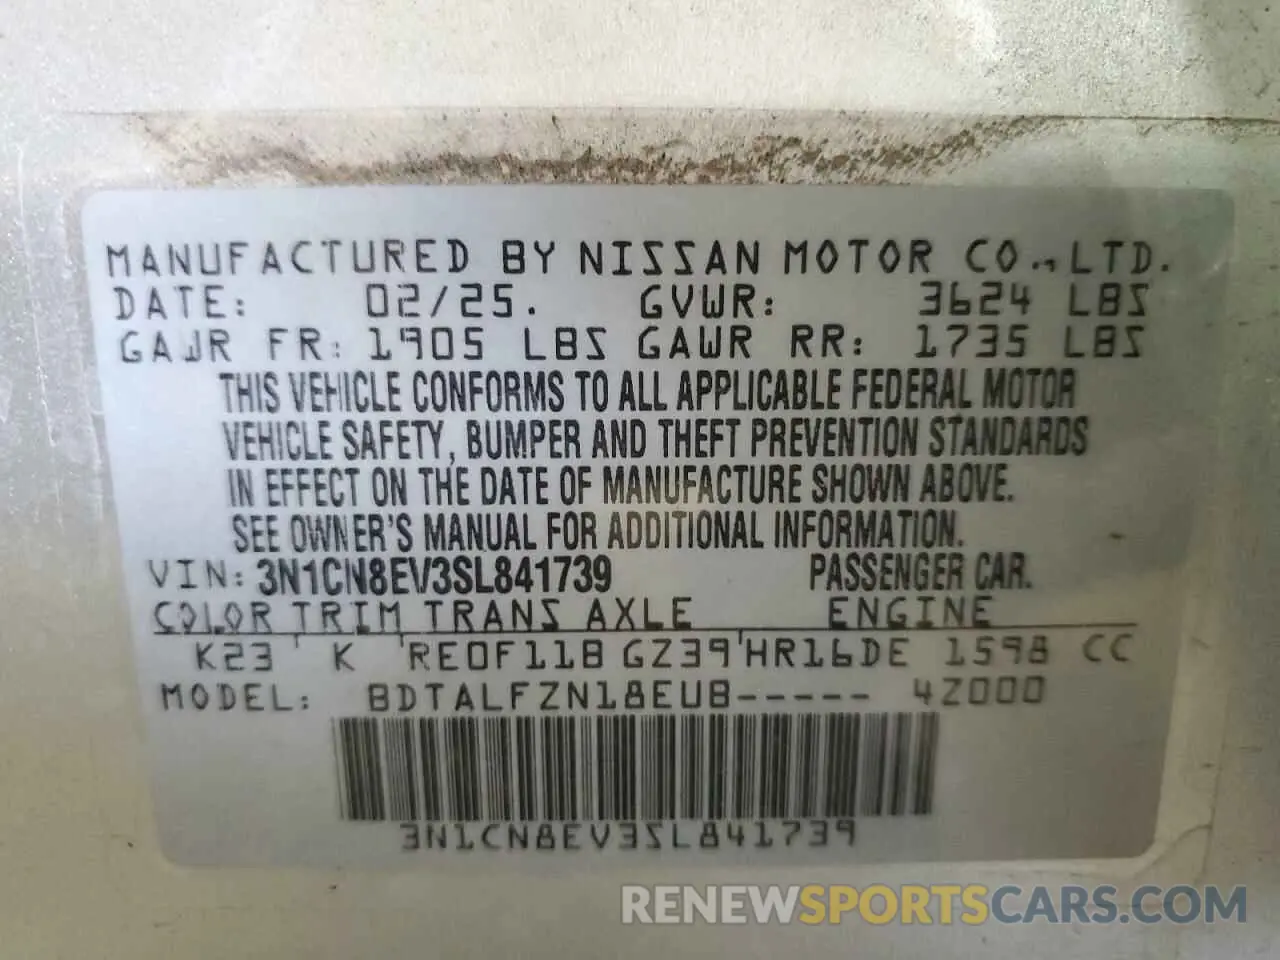 MANUFACTURED BY NISSAN MOTOR CO., LTD.
DATE: 02/25. GVWR: 3624 LBS
GAWR FR: 1905 LBS GAWR RR: 1735 LBS
THIS VEHICLE CONFORMS TO ALL APPLICABLE FEDERAL MOTOR
VEHICLE SAFETY, BUMPER AND THEFT PREVENTION STANDARDS
IN EFFECT ON THE DATE OF MANUFACTURE SHOWN ABOVE.
SEE OWNER'S MANUAL FOR ADDITIONAL INFORMATION.
VIN: 3N1CN8EV3SL841739 PASSENGER CAR.
COLOR TRIM TRANS AXLE ENGINE
K23 K RE0F11B GZ39 HR16DE 1598 CC
MODEL: BDTALFZN18EUB----- 42000
3N1CN8EV3SL841739
RENEWSPORTSCARS.COM